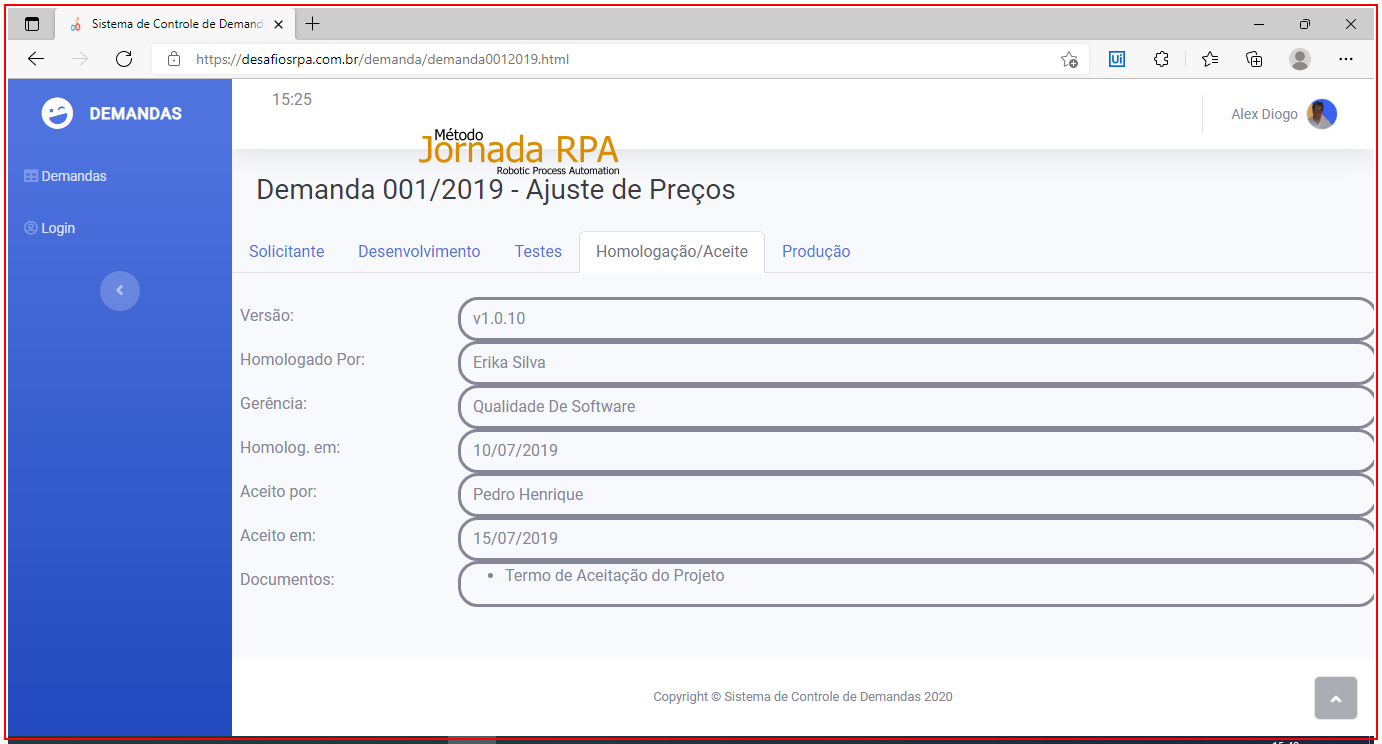 Sistema de Controle de Demand
https://desafiosrpa.com.br/demanda/demanda0012019.html
Ui
DEMANDAS
15:25
Alex Diogo
Método
Jornada RPA
Robotic Process Automation
Demandas
Demanda 001/2019 - Ajuste de Preços
Login
Solicitante Desenvolvimento Testes Homologação/Aceite Produção
Versão: v1.0.10
Homologado Por: Erika Silva
Gerência: Qualidade De Software
Homolog. em: 10/07/2019
Aceito por: Pedro Henrique
Aceito em: 15/07/2019
Documentos: • Termo de Aceitação do Projeto
Copyright © Sistema de Controle de Demandas 2020